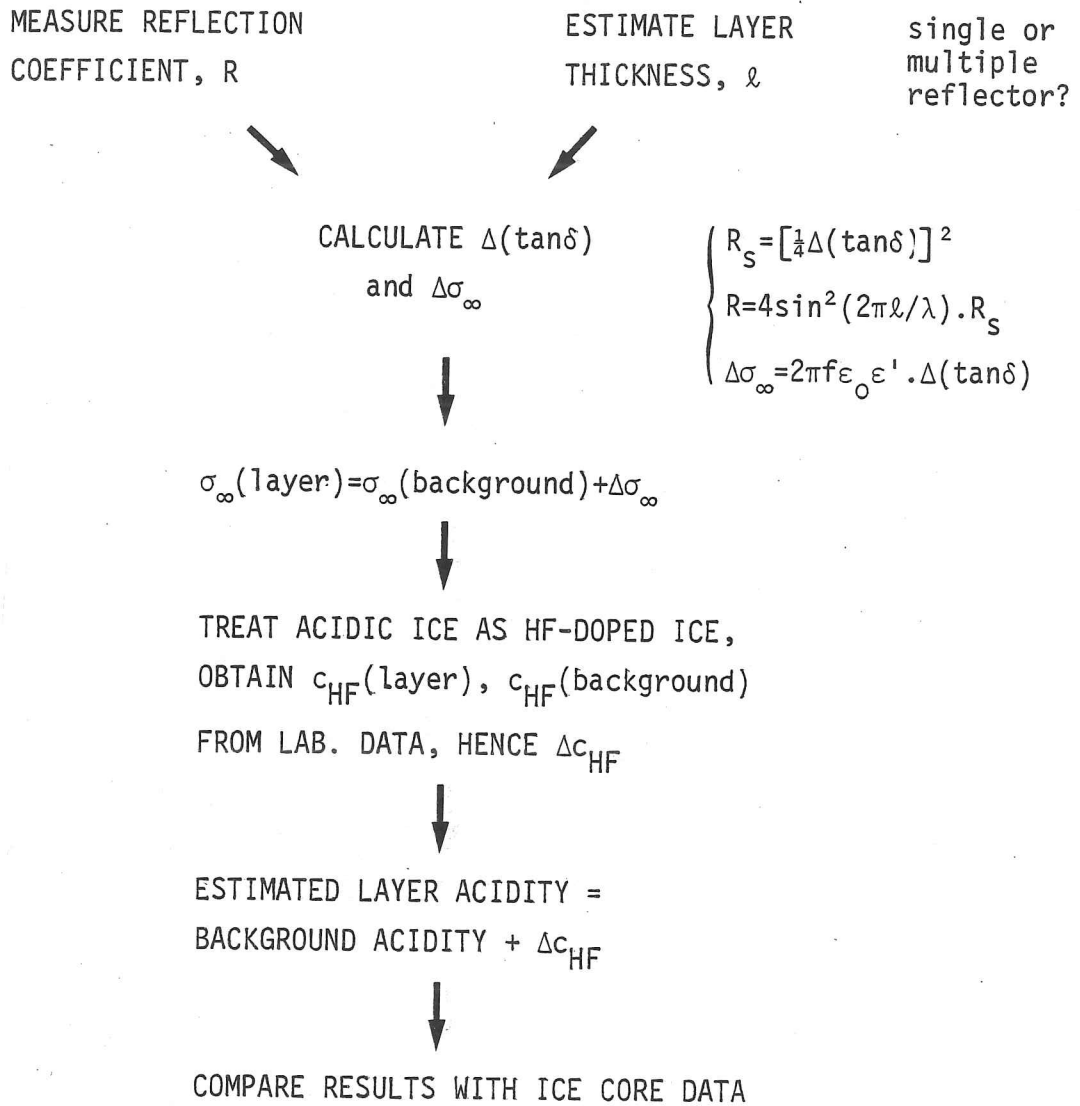 MEASURE REFLECTION
COEFFICIENT, R
ESTIMATE LAYER
THICKNESS, ℓ
single or
multiple
reflector?
CALCULATE Δ(tanδ)
and Δσ∞
R_S=[¼Δ(tanδ)]²
R=4sin²(2πℓ/λ).R_S
Δσ∞=2πfε₀ε'.Δ(tanδ)
σ∞(layer)=σ∞(background)+Δσ∞
TREAT ACIDIC ICE AS HF-DOPED ICE,
OBTAIN c_HF(layer), c_HF(background)
FROM LAB. DATA, HENCE Δc_HF
ESTIMATED LAYER ACIDITY =
BACKGROUND ACIDITY + Δc_HF
COMPARE RESULTS WITH ICE CORE DATA